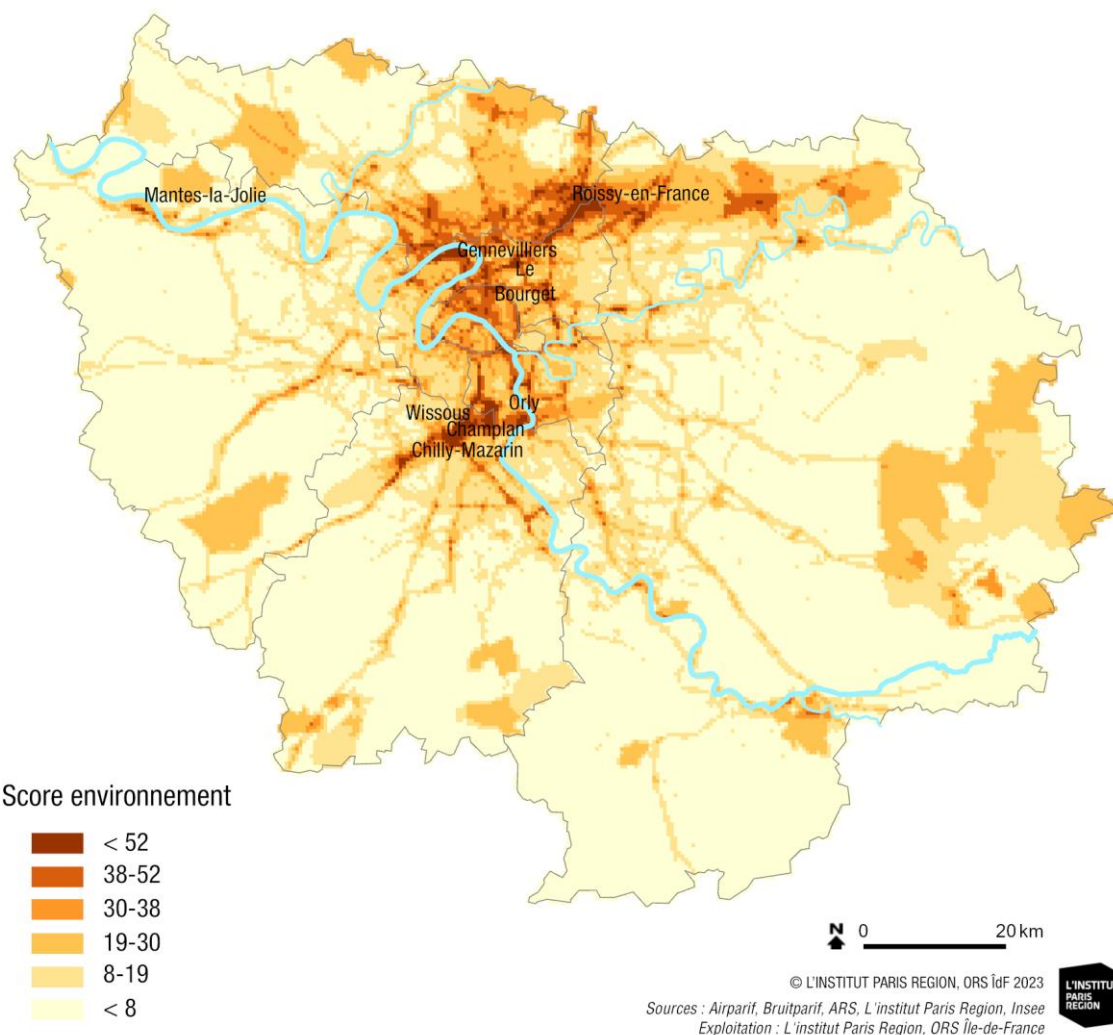 Mantes-la-Jolie
Roissy-en-France
Gennevilliers
Le
Bourget
Orly
Wissous
Champlan
Chilly-Mazarin
Score environnement
< 52
38-52
30-38
19-30
8-19
< 8
N 0 20 km
© L'INSTITUT PARIS REGION, ORS ÎdF 2023
Sources : Airparif, Bruitparif, ARS, L'institut Paris Region, Insee
Exploitation : L'institut Paris Region, ORS Île-de-France
L'INSTITUT
PARIS
REGION